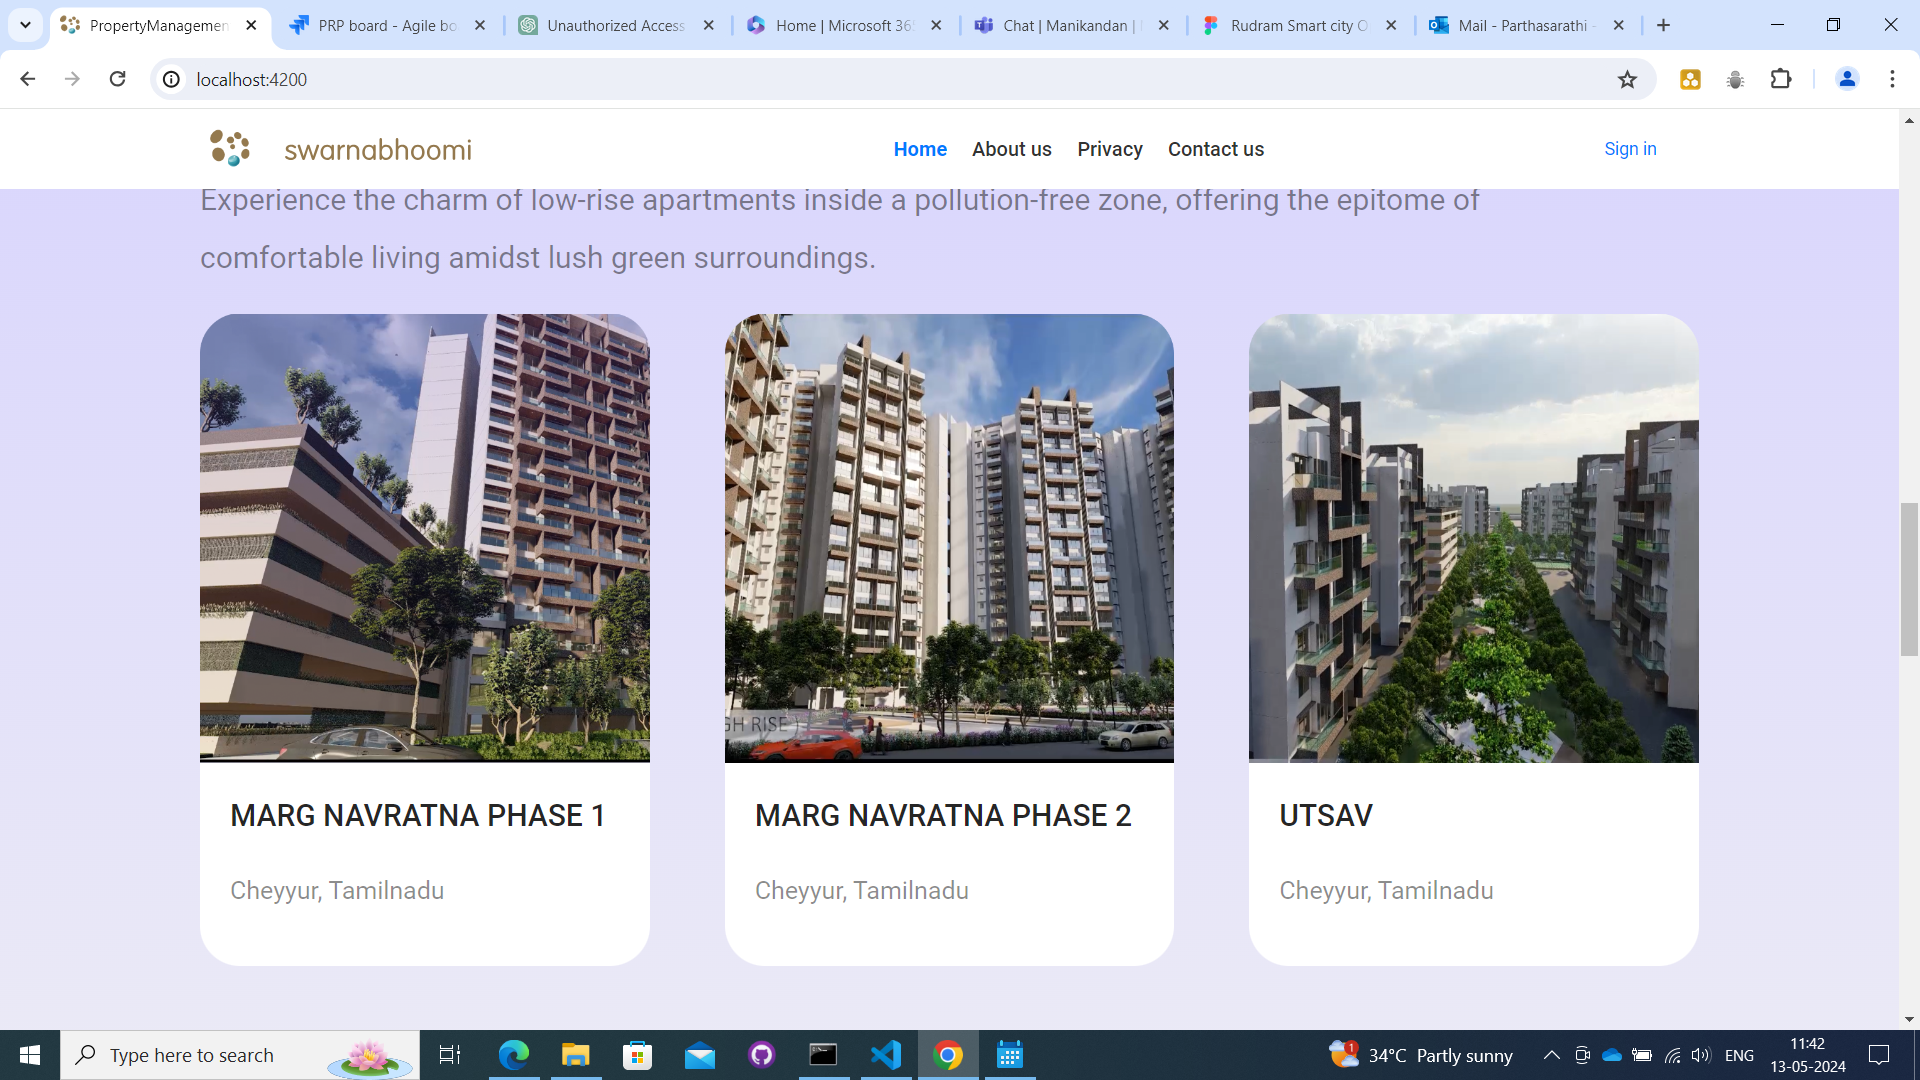 PropertyManagemen
PRP board - Agile bo
Unauthorized Access
Home | Microsoft 36
Chat | Manikandan |
Rudram Smart city O
Mail - Parthasarathi -
localhost:4200
swarnabhoomi
Home
About us
Privacy
Contact us
Sign in
Experience the charm of low-rise apartments inside a pollution-free zone, offering the epitome of
comfortable living amidst lush green surroundings.
GH RISE
MARG NAVRATNA PHASE 1
Cheyyur, Tamilnadu
MARG NAVRATNA PHASE 2
Cheyyur, Tamilnadu
UTSAV
Cheyyur, Tamilnadu
Type here to search
1
34°C Partly sunny
ENG
11:42
13-05-2024